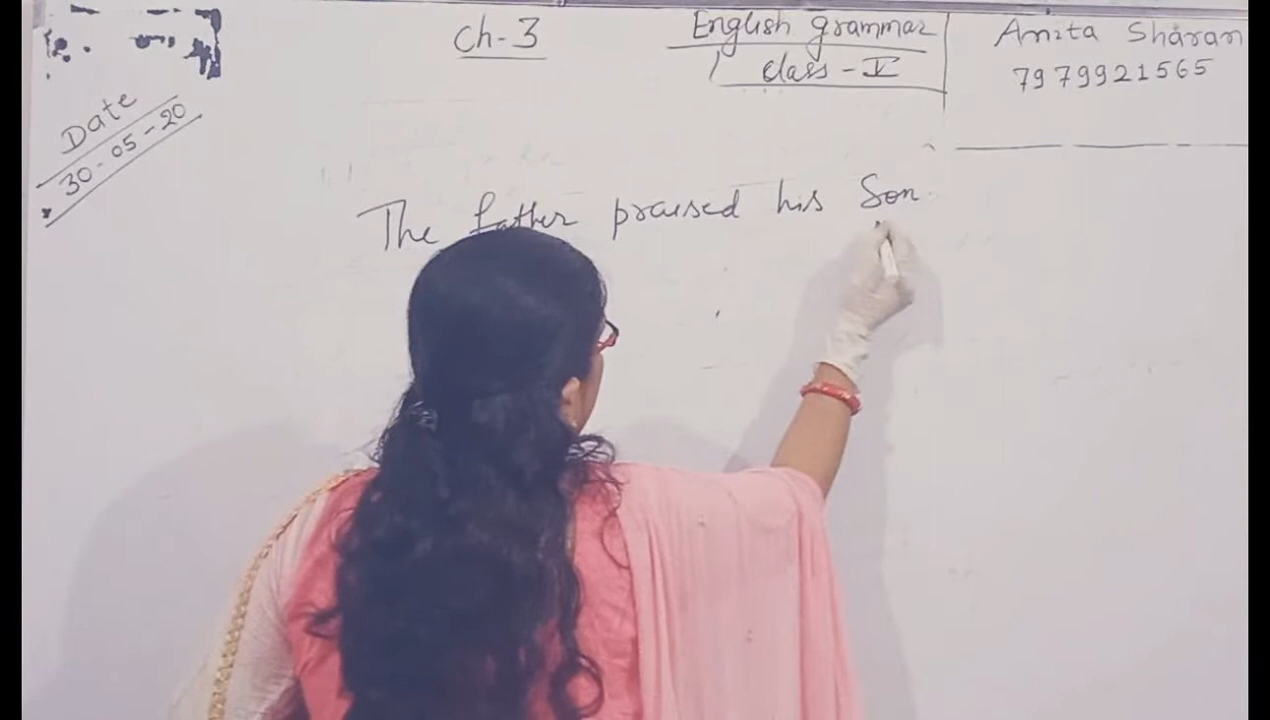 Ch-3
English grammar
class - V
Anita Sharan
7979921565
Date
30-05-20
The father praised his Son.